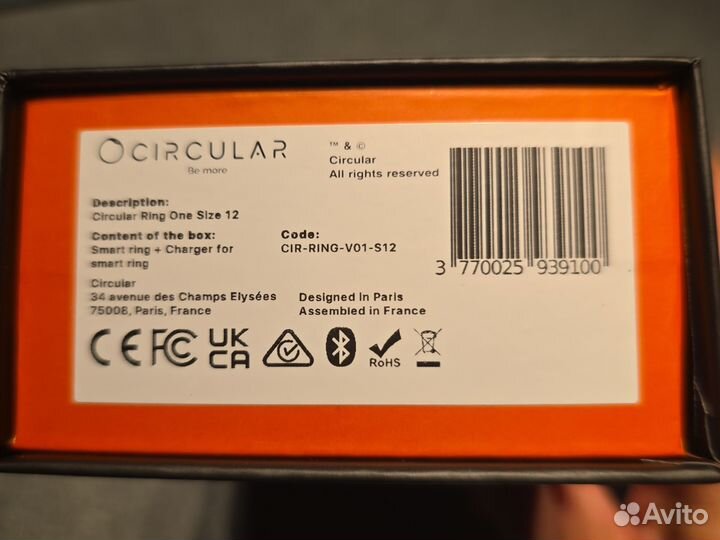 CIRCULAR
Be more
™ & ©
Circular
All rights reserved
Description:
Circular Ring One Size 12
Content of the box:
Smart ring + Charger for
smart ring
Code:
CIR-RING-V01-S12
3 770025 939100
Circular
34 avenue des Champs Elysées
75008, Paris, France
Designed in Paris
Assembled in France
CE FC UK CA RoHS
Avito